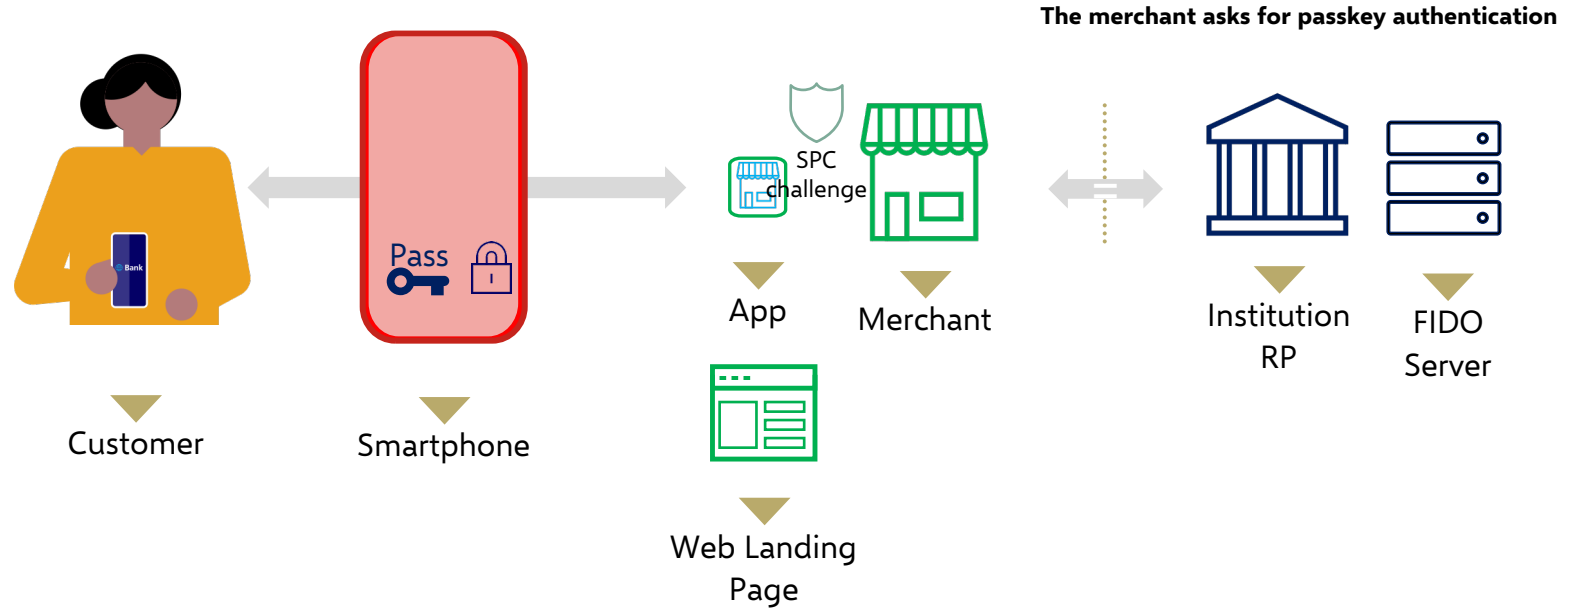 The merchant asks for passkey authentication
SPC
challenge
Pass
Bank
App
Merchant
Institution
RP
FIDO
Server
Customer
Smartphone
Web Landing
Page